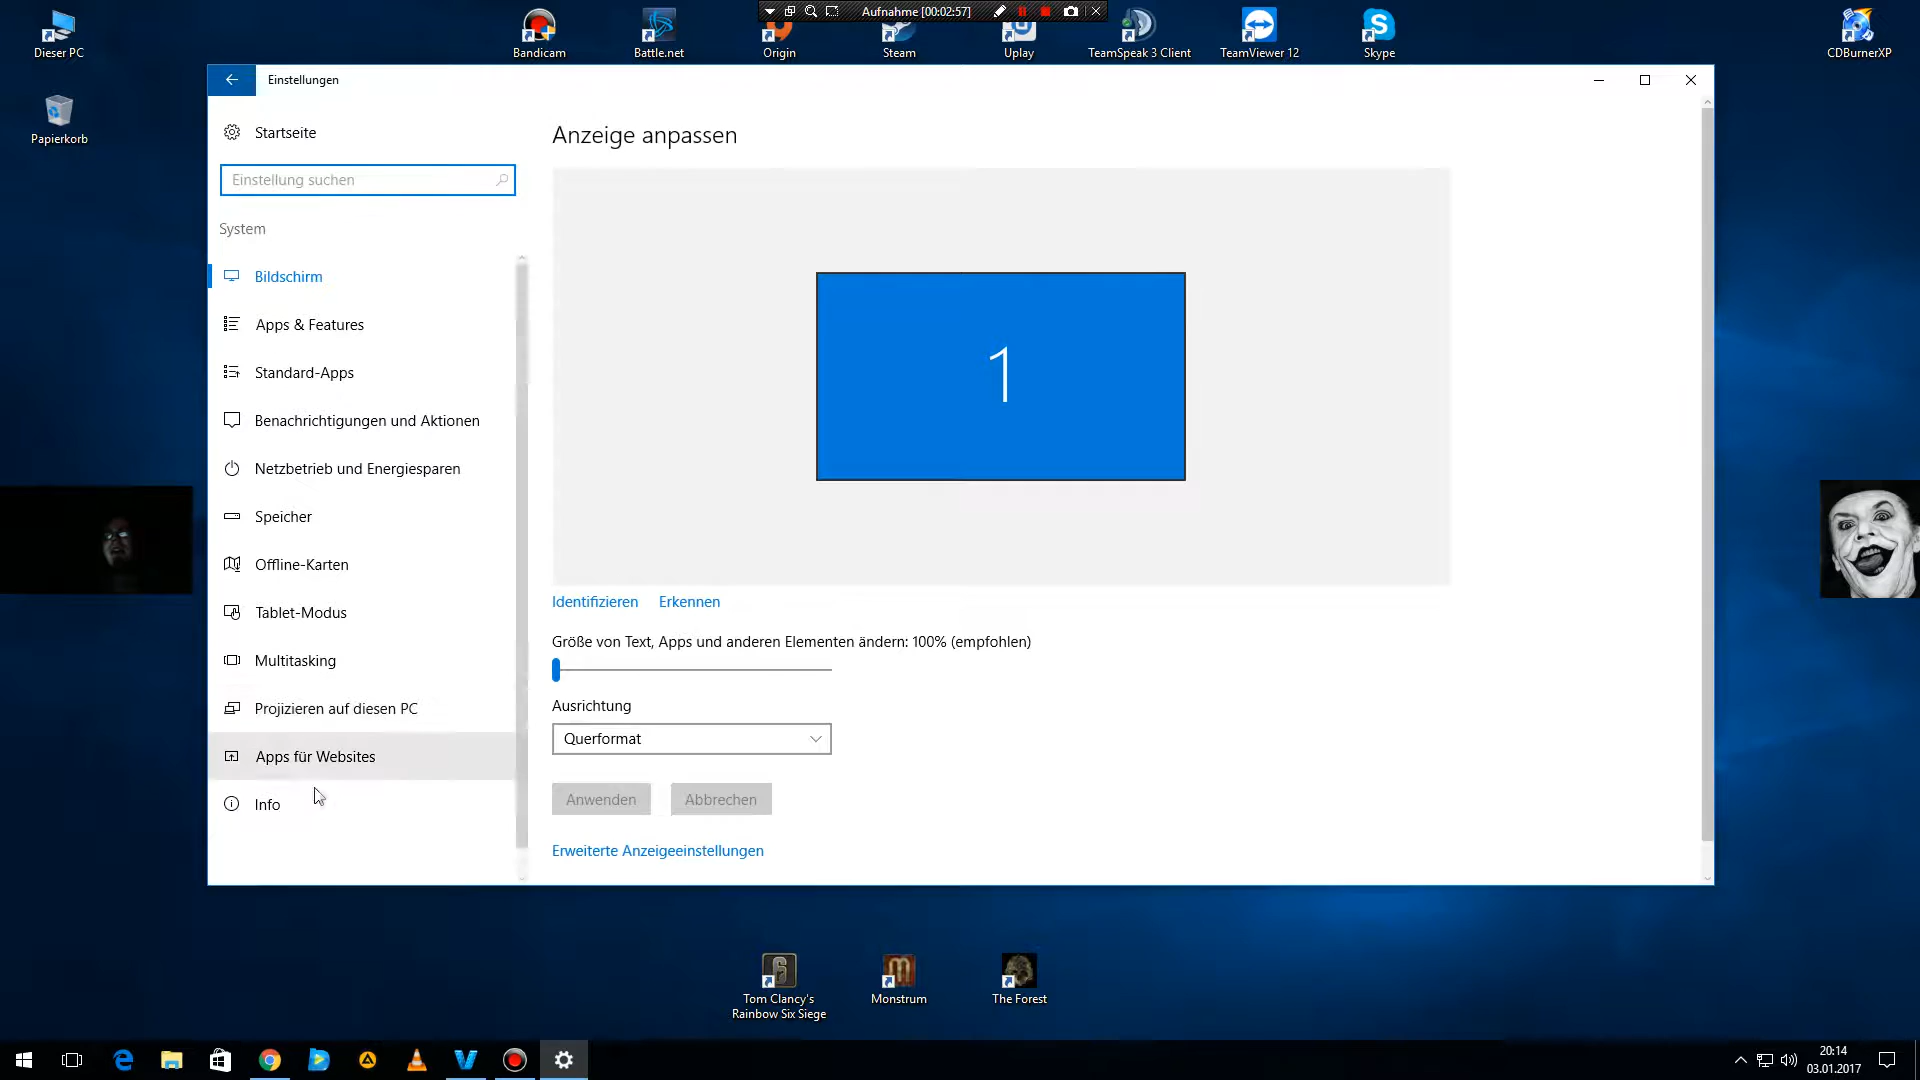 Aufnahme [00:02:57]
Dieser PC
Bandicam
Battle.net
Origin
Steam
Uplay
TeamSpeak 3 Client
TeamViewer 12
Skype
CDBurnerXP
Papierkorb
Einstellungen
Startseite
Einstellung suchen
System
Bildschirm
Apps & Features
Standard-Apps
Benachrichtigungen und Aktionen
Netzbetrieb und Energiesparen
Speicher
Offline-Karten
Tablet-Modus
Multitasking
Projizieren auf diesen PC
Apps für Websites
Info
Anzeige anpassen
1
Identifizieren
Erkennen
Größe von Text, Apps und anderen Elementen ändern: 100% (empfohlen)
Ausrichtung
Querformat
Anwenden
Abbrechen
Erweiterte Anzeigeeinstellungen
Tom Clancy's
Rainbow Six Siege
Monstrum
The Forest
20:14
03.01.2017